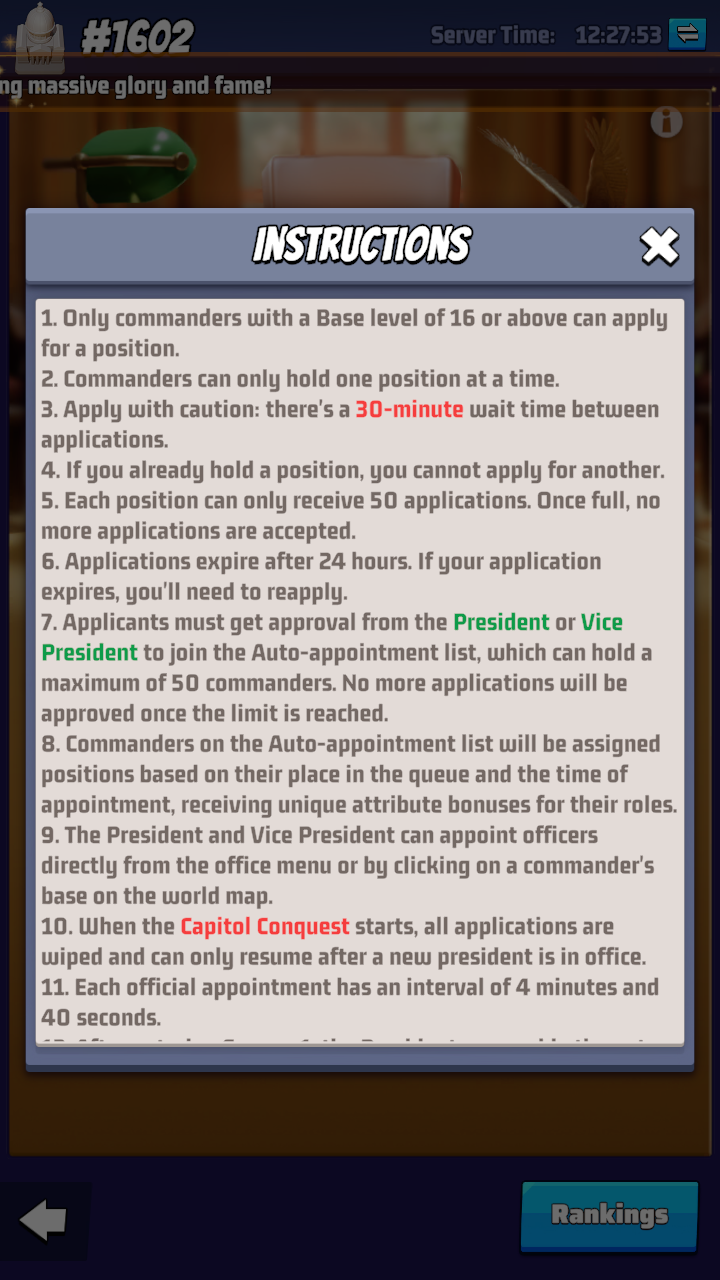 #1602
Server Time: 12:27:53
ng massive glory and fame!
INSTRUCTIONS
1. Only commanders with a Base level of 16 or above can apply
for a position.
2. Commanders can only hold one position at a time.
3. Apply with caution: there's a 30-minute wait time between
applications.
4. If you already hold a position, you cannot apply for another.
5. Each position can only receive 50 applications. Once full, no
more applications are accepted.
6. Applications expire after 24 hours. If your application
expires, you'll need to reapply.
7. Applicants must get approval from the President or Vice
President to join the Auto-appointment list, which can hold a
maximum of 50 commanders. No more applications will be
approved once the limit is reached.
8. Commanders on the Auto-appointment list will be assigned
positions based on their place in the queue and the time of
appointment, receiving unique attribute bonuses for their roles.
9. The President and Vice President can appoint officers
directly from the office menu or by clicking on a commander's
base on the world map.
10. When the Capitol Conquest starts, all applications are
wiped and can only resume after a new president is in office.
11. Each official appointment has an interval of 4 minutes and
40 seconds.
Rankings